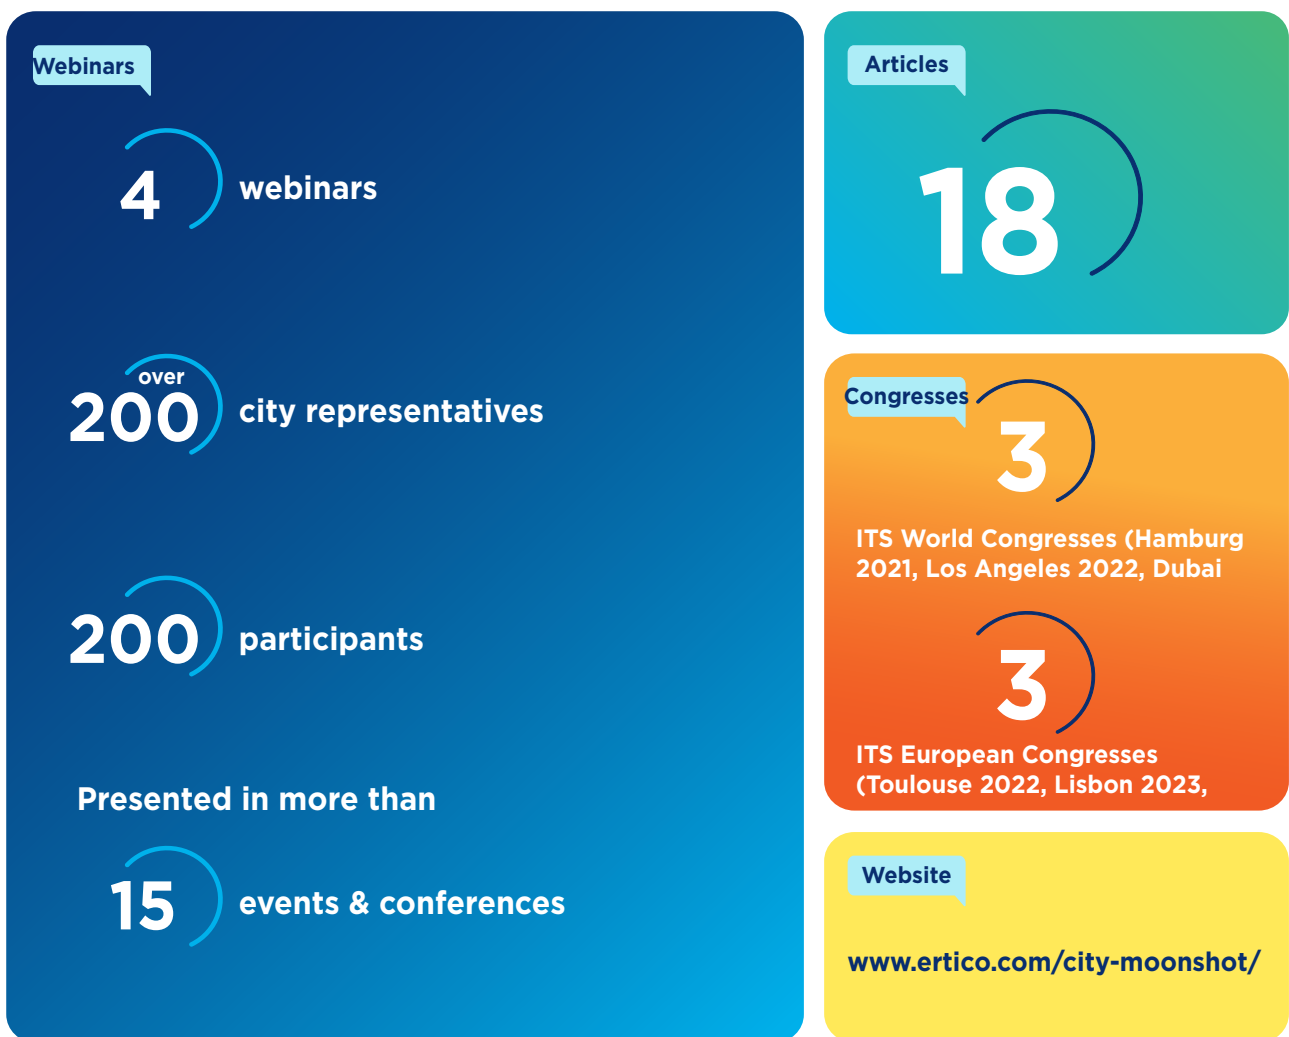 Webinars
4
webinars
over
200
city representatives
200
participants
Presented in more than
15
events & conferences
Articles
18
Congresses
3
ITS World Congresses (Hamburg
2021, Los Angeles 2022, Dubai
3
ITS European Congresses
(Toulouse 2022, Lisbon 2023,
Website
www.ertico.com/city-moonshot/